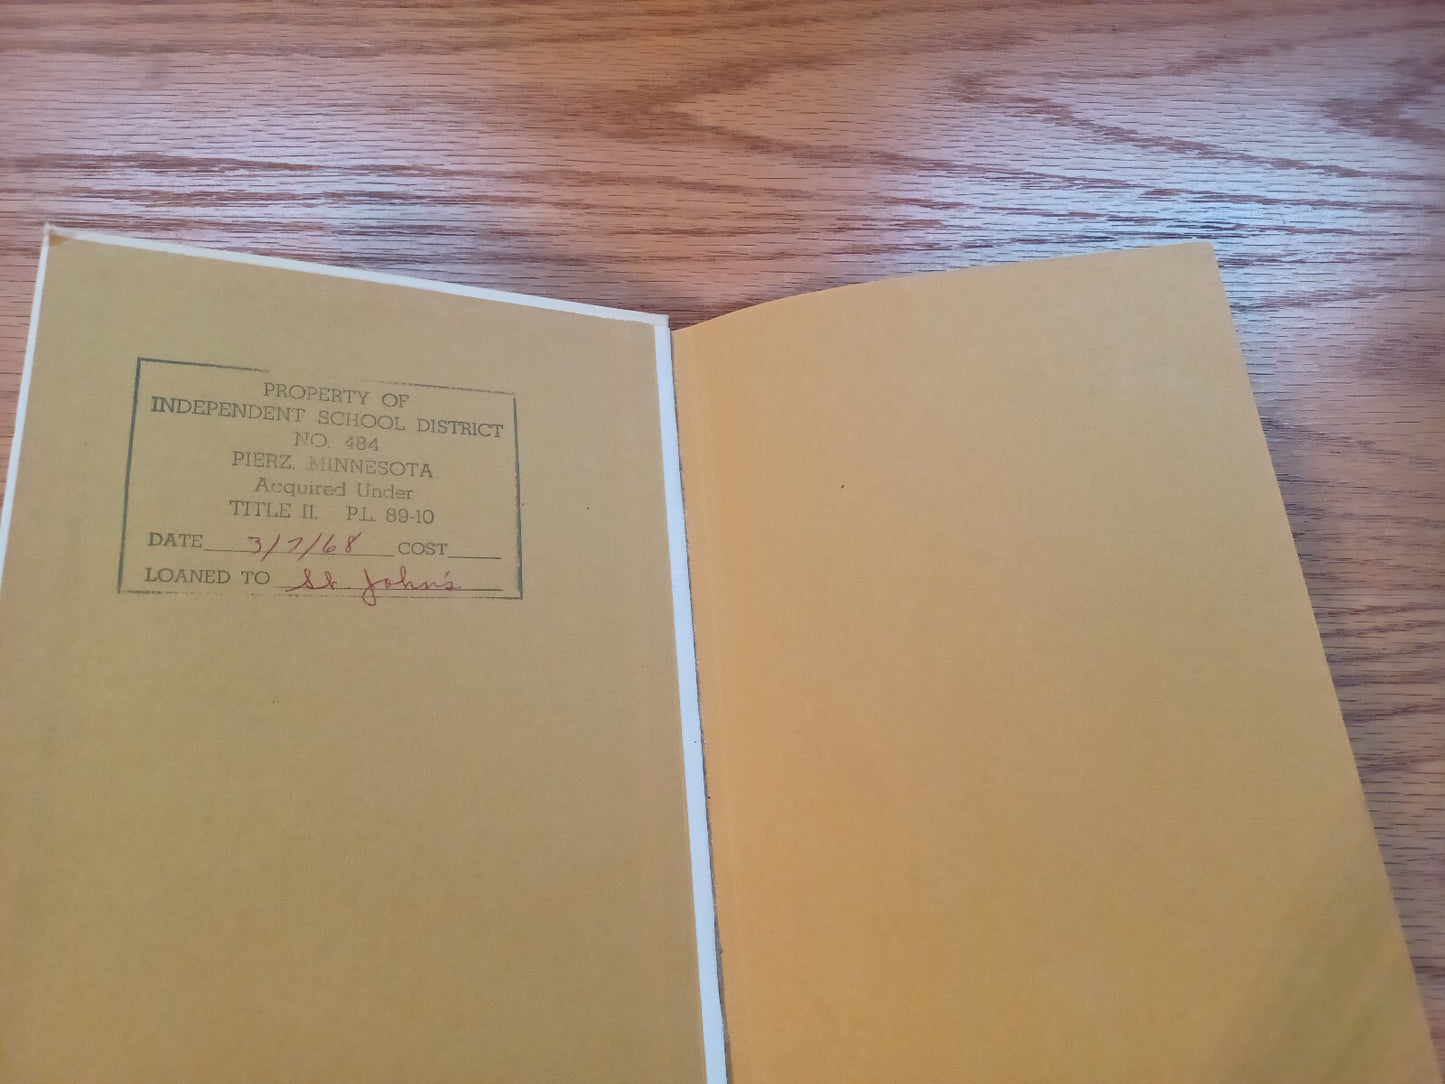 PROPERTY OF
INDEPENDENT SCHOOL DISTRICT
NO. 484
PIERZ, MINNESOTA
Acquired Under
TITLE II, P.L. 89-10
DATE 3/7/68 COST
LOANED TO St. John's